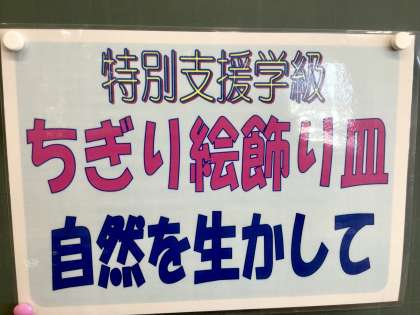 特別支援学級
ちぎり絵飾り皿
自然を生かして